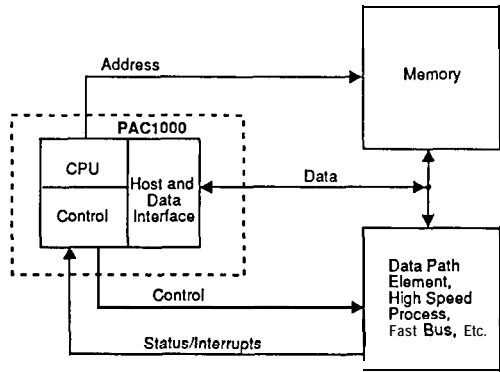 Address
Memory
PAC1000
CPU
Host and
Data
Interface
Control
Data
Data Path
Element,
High Speed
Process,
Fast Bus, Etc.
Control
Status/Interrupts